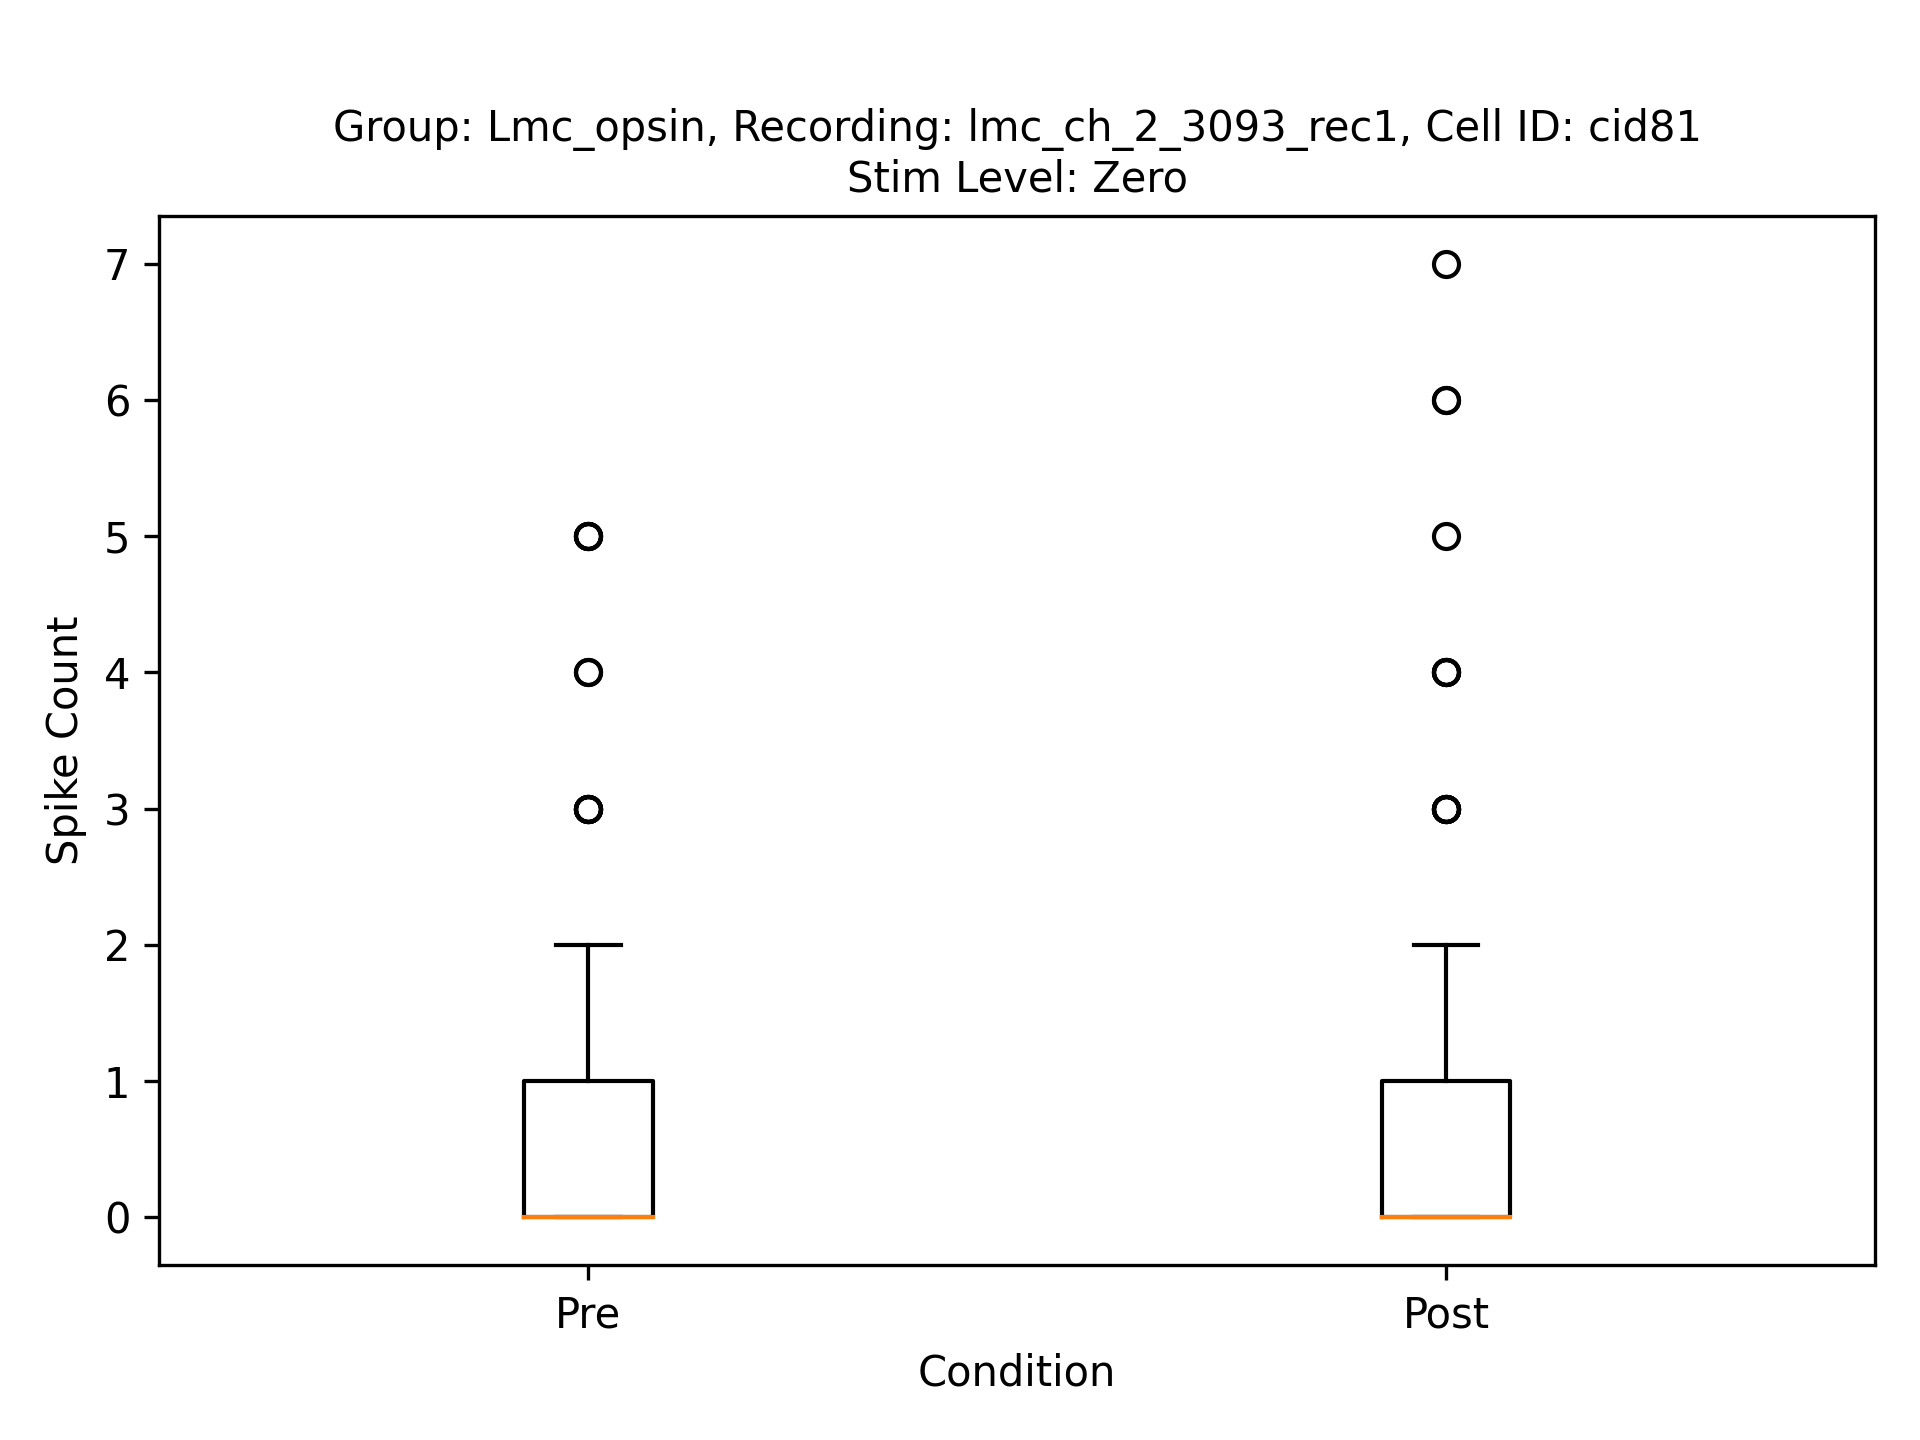 Group: Lmc_opsin, Recording: lmc_ch_2_3093_rec1, Cell ID: cid81
Stim Level: Zero
7
6
5
4
3
2
1
0
Spike Count
Pre
Post
Condition